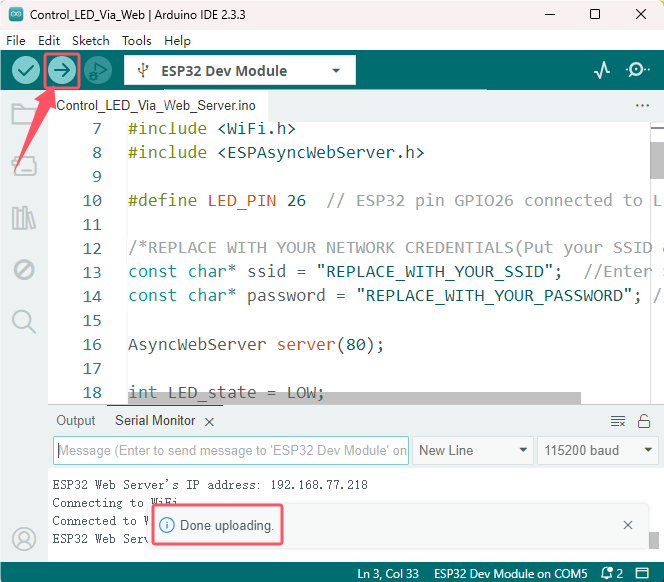 Control_LED_Via_Web | Arduino IDE 2.3.3
File Edit Sketch Tools Help
ESP32 Dev Module
Control_LED_Via_Web_Server.ino
7 #include <WiFi.h>
8 #include <ESPAsyncWebServer.h>
9
10 #define LED_PIN 26 // ESP32 pin GPIO26 connected to L
11
12 /*REPLACE WITH YOUR NETWORK CREDENTIALS(Put your SSID
13 const char* ssid = "REPLACE_WITH_YOUR_SSID"; //Enter
14 const char* password = "REPLACE_WITH_YOUR_PASSWORD"; //
15
16 AsyncWebServer server(80);
17
18 int LED_state = LOW;
Output Serial Monitor
Message (Enter to send message to 'ESP32 Dev Module' on New Line 115200 baud
ESP32 Web Server's IP address: 192.168.77.218
Connecting to WiFi
Connected to W
ESP32 Web Serv
Done uploading.
Ln 3, Col 33 ESP32 Dev Module on COM5 2